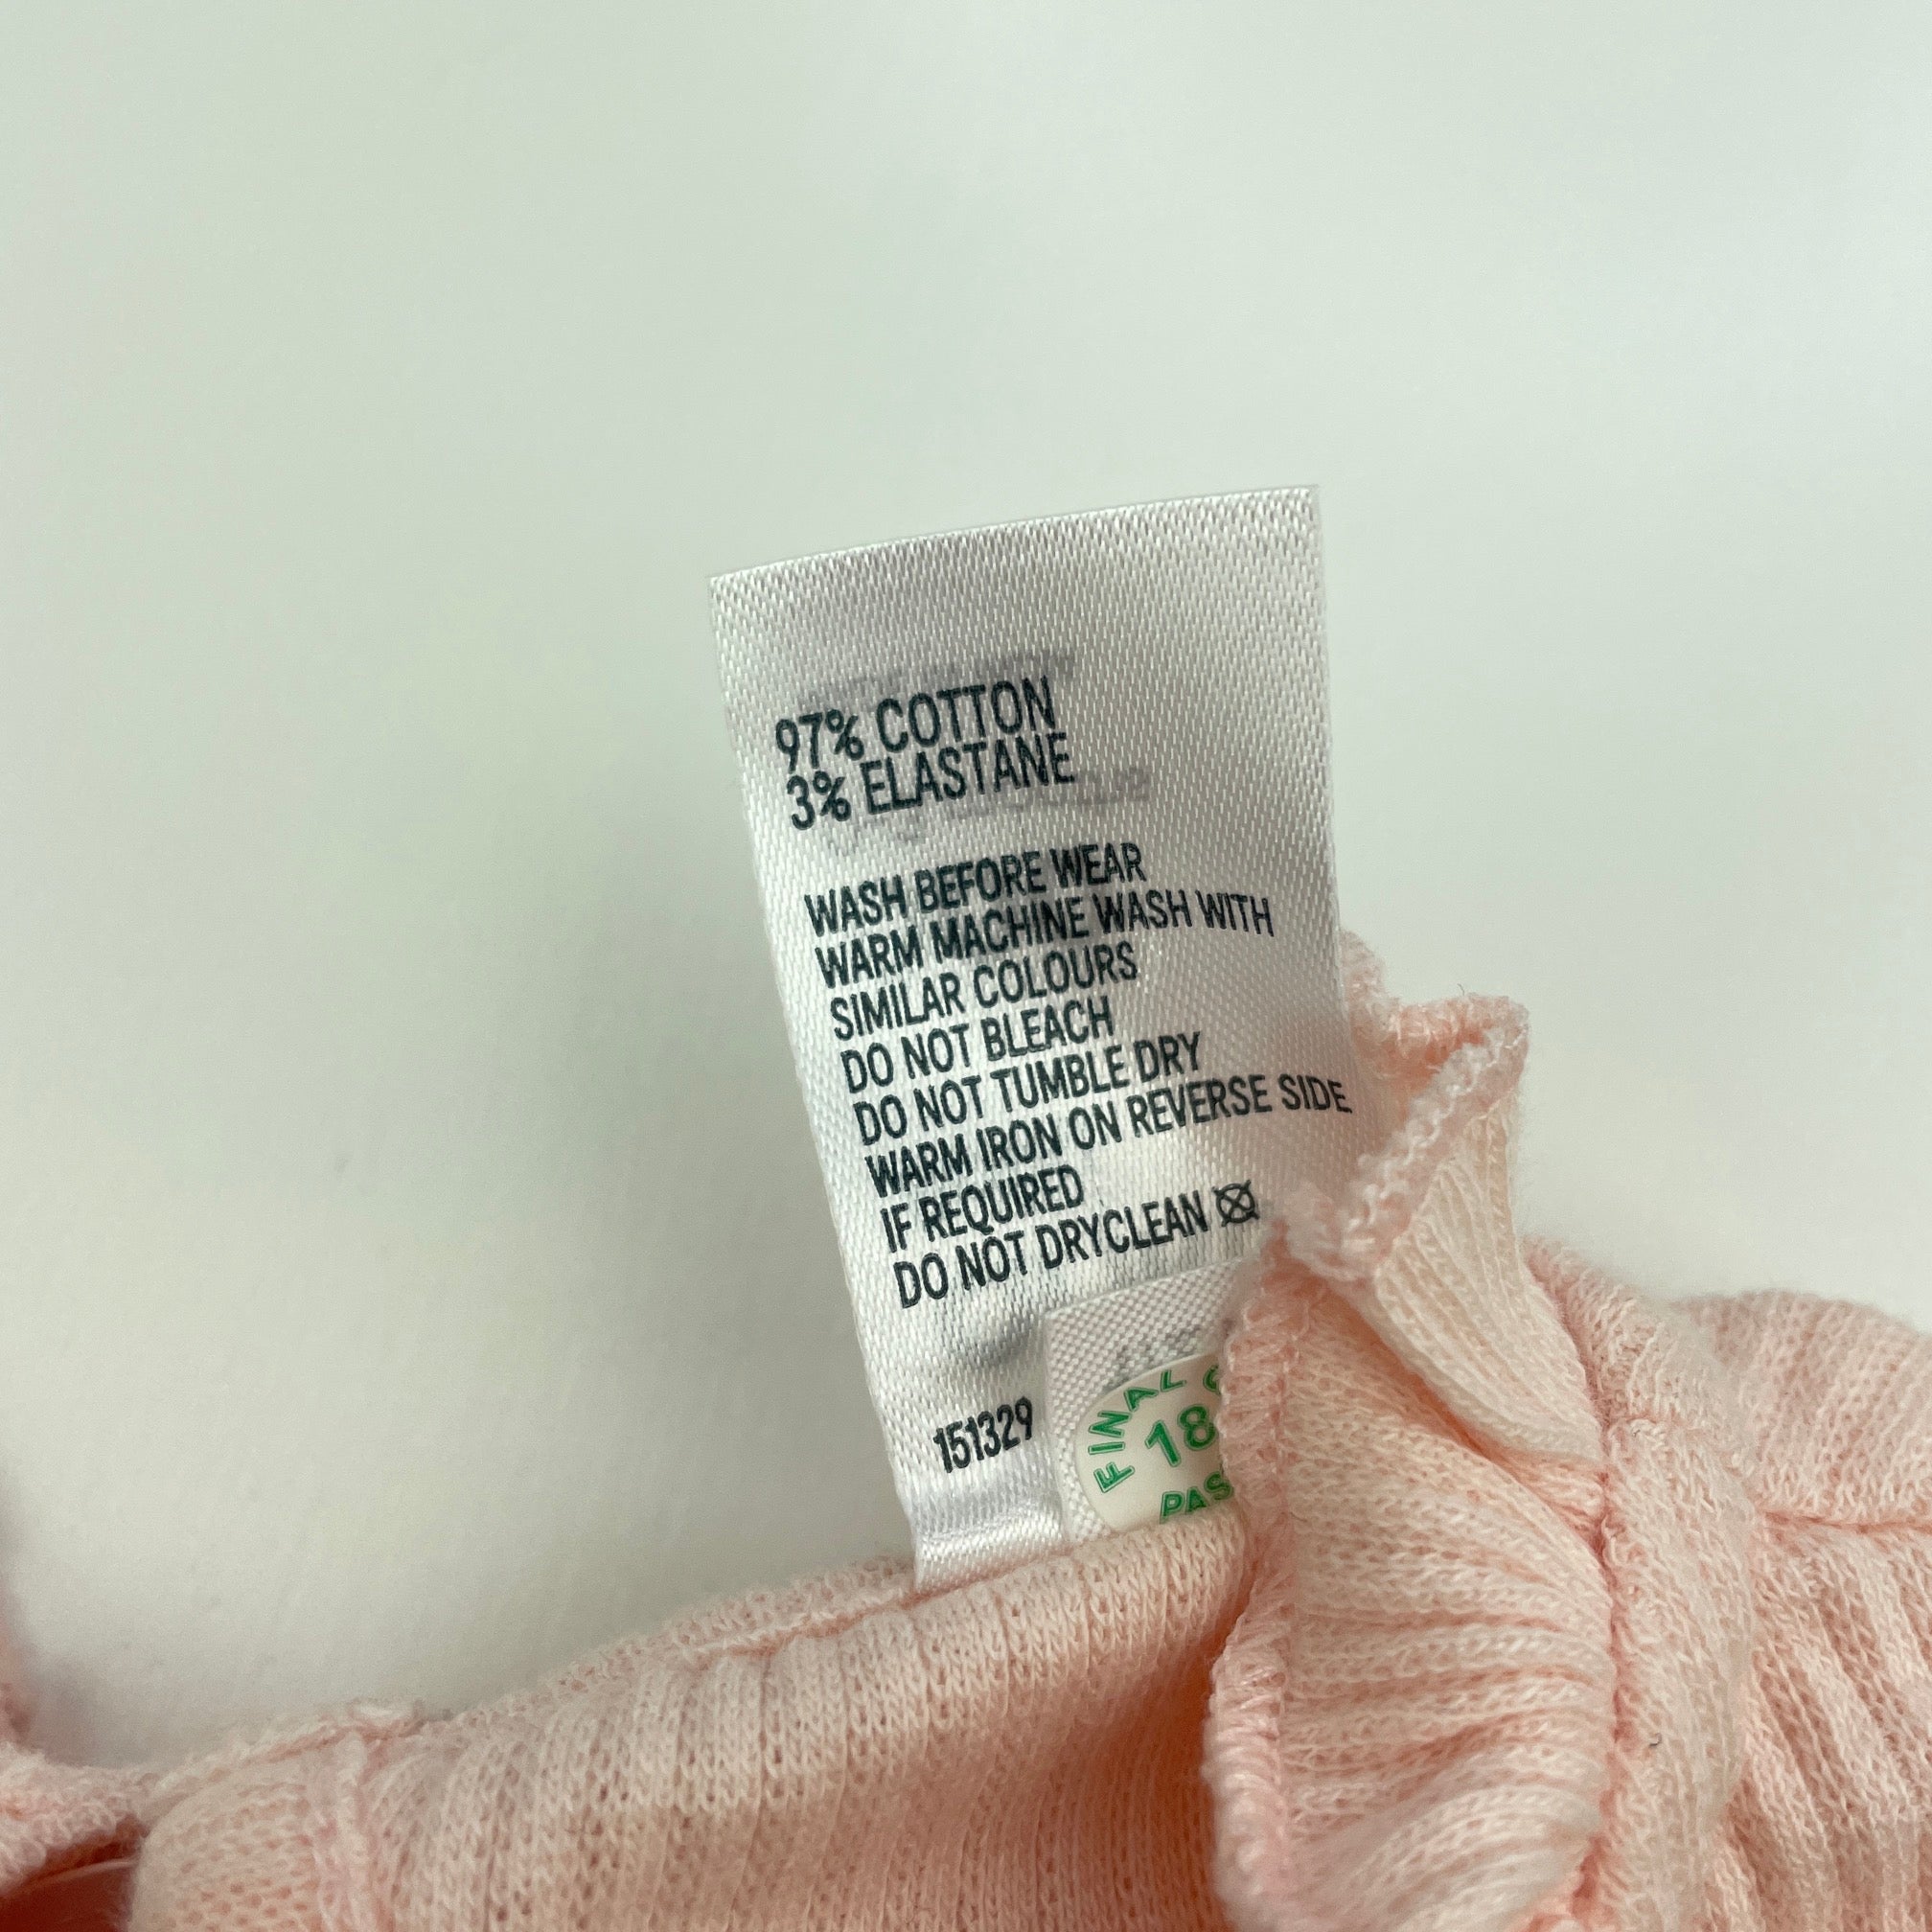 97% COTTON
3% ELASTANE
WASH BEFORE WEAR
WARM MACHINE WASH WITH
SIMILAR COLOURS
DO NOT BLEACH
DO NOT TUMBLE DRY
WARM IRON ON REVERSE SIDE
IF REQUIRED
DO NOT DRYCLEAN
151329
FINAL
18
PAS